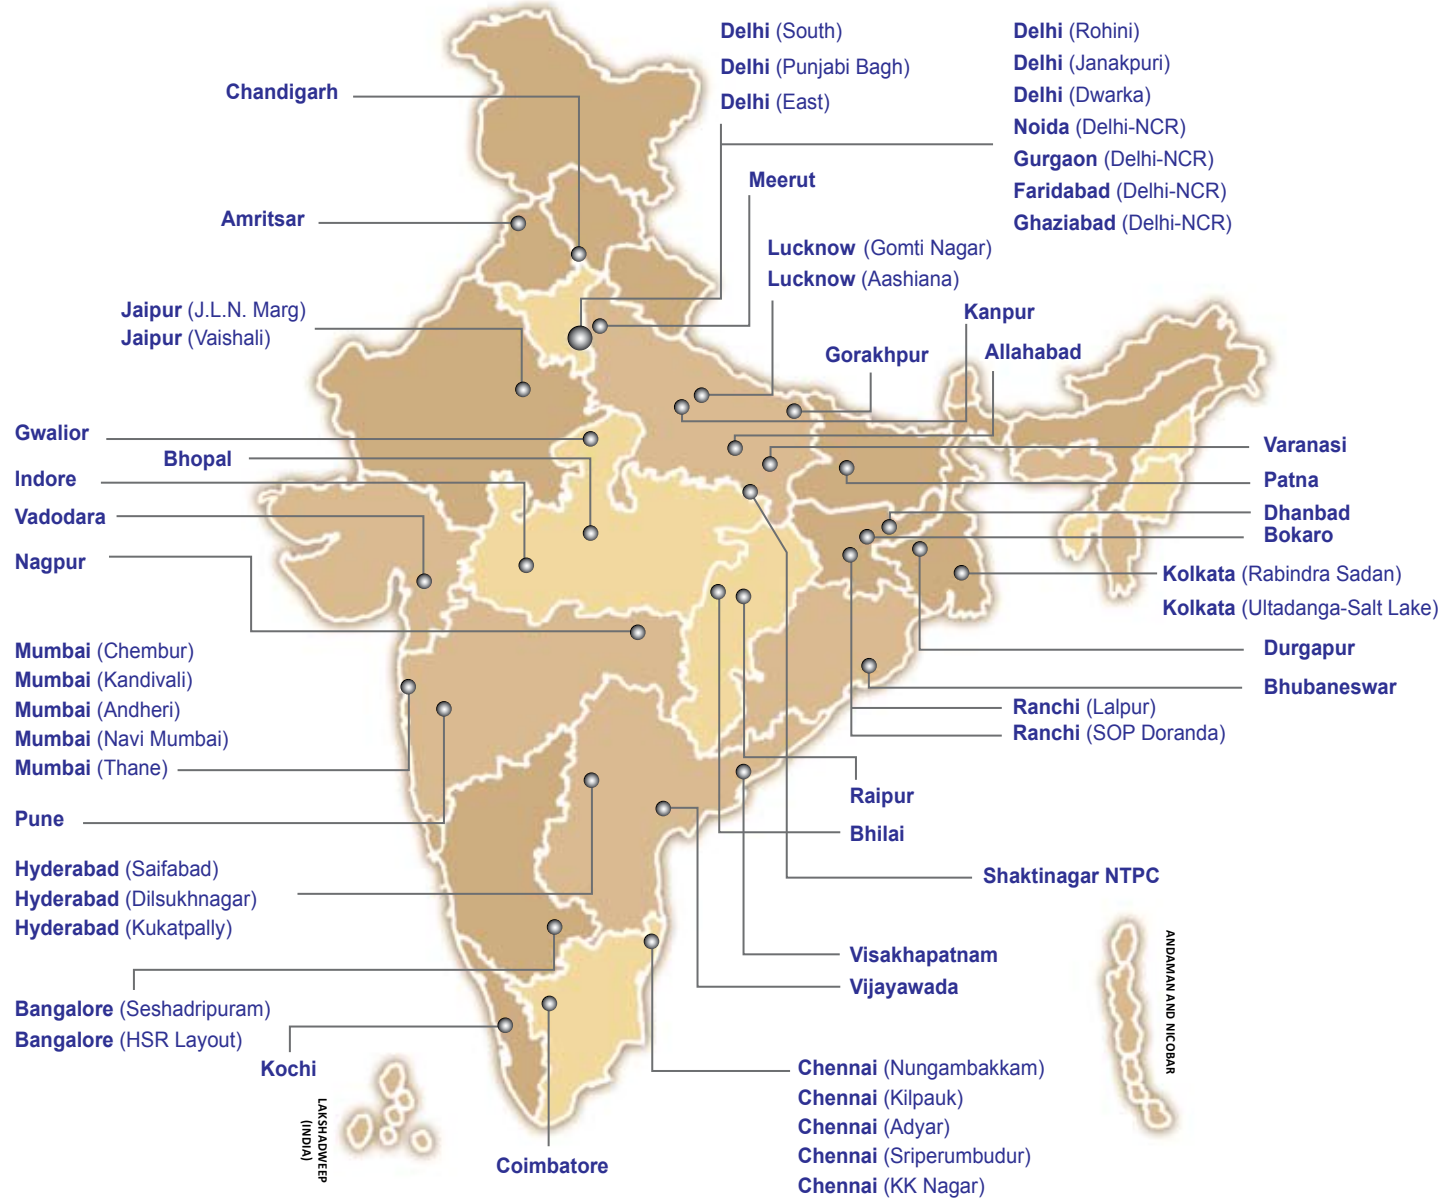 Delhi (South)
Delhi (Punjabi Bagh)
Delhi (East)
Delhi (Rohini)
Delhi (Janakpuri)
Delhi (Dwarka)
Noida (Delhi-NCR)
Gurgaon (Delhi-NCR)
Faridabad (Delhi-NCR)
Ghaziabad (Delhi-NCR)
Chandigarh
Meerut
Amritsar
Lucknow (Gomti Nagar)
Lucknow (Aashiana)
Jaipur (J.L.N. Marg)
Jaipur (Vaishali)
Kanpur
Gorakhpur
Allahabad
Gwalior
Bhopal
Indore
Vadodara
Nagpur
Varanasi
Patna
Dhanbad
Bokaro
Kolkata (Rabindra Sadan)
Kolkata (Ultadanga-Salt Lake)
Durgapur
Bhubaneswar
Ranchi (Lalpur)
Ranchi (SOP Doranda)
Mumbai (Chembur)
Mumbai (Kandivali)
Mumbai (Andheri)
Mumbai (Navi Mumbai)
Mumbai (Thane)
Pune
Raipur
Bhilai
Shaktinagar NTPC
Hyderabad (Saifabad)
Hyderabad (Dilsukhnagar)
Hyderabad (Kukatpally)
Visakhapatnam
Vijayawada
Bangalore (Seshadripuram)
Bangalore (HSR Layout)
Kochi
Chennai (Nungambakkam)
Chennai (Kilpauk)
Chennai (Adyar)
Chennai (Sriperumbudur)
Chennai (KK Nagar)
Coimbatore
LAKSHADWEEP
(INDIA)
ANDAMAN AND NICOBAR